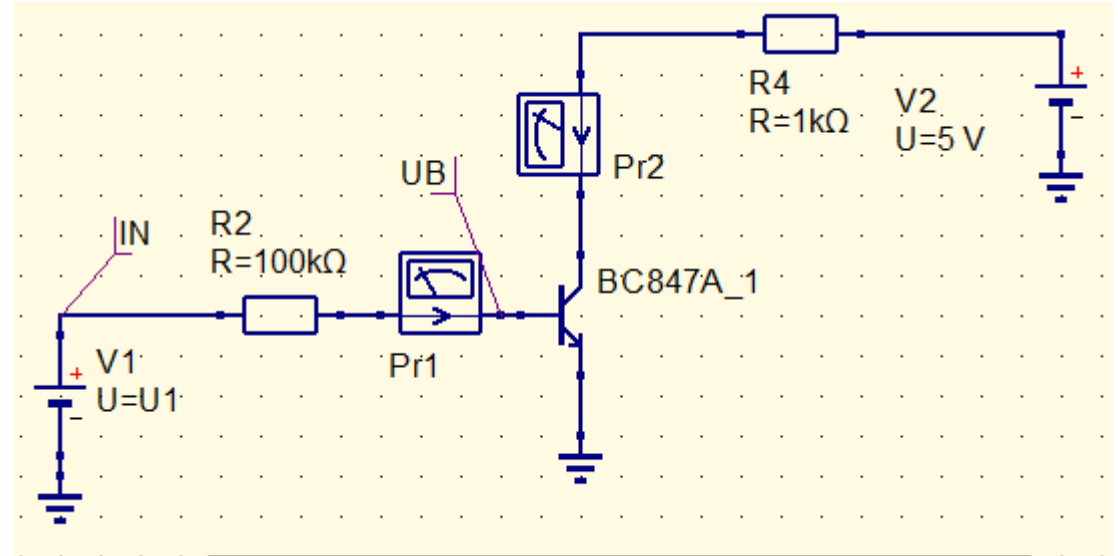 R4
R=1kΩ
V2
U=5 V
Pr2
UB
IN
R2
R=100kΩ
BC847A_1
Pr1
V1
U=U1